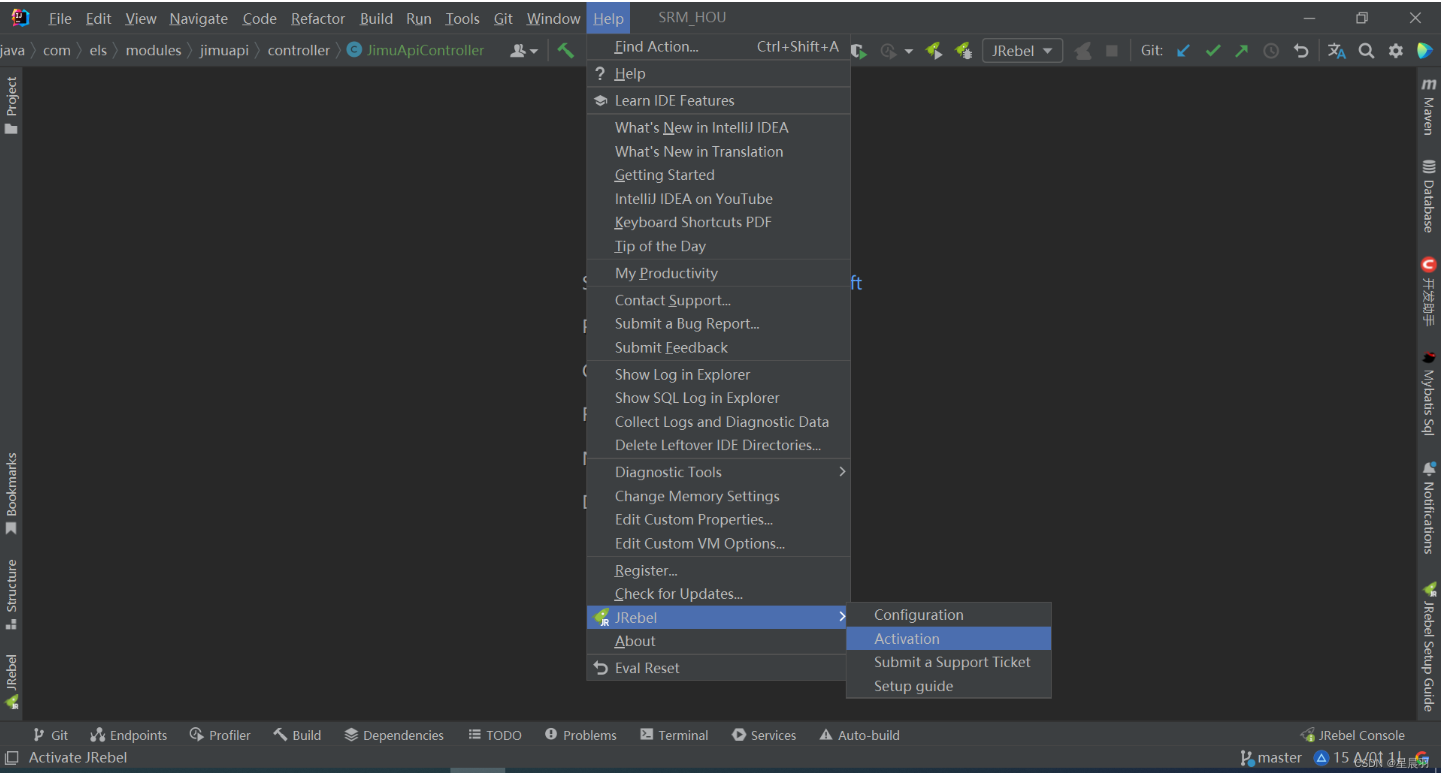 File Edit View Navigate Code Refactor Build Run Tools Git Window Help SRM_HOU
java com els modules jimuapi controller JimuApiController JRebel Git:
Find Action... Ctrl+Shift+A
Help
Learn IDE Features
What's New in IntelliJ IDEA
What's New in Translation
Getting Started
IntelliJ IDEA on YouTube
Keyboard Shortcuts PDF
Tip of the Day
My Productivity
Contact Support...
Submit a Bug Report...
Submit Feedback
Show Log in Explorer
Show SQL Log in Explorer
Collect Logs and Diagnostic Data
Delete Leftover IDE Directories...
Diagnostic Tools
Change Memory Settings
Edit Custom Properties...
Edit Custom VM Options...
Register...
Check for Updates...
JRebel
About
Eval Reset
Configuration
Activation
Submit a Support Ticket
Setup guide
ft
Project
Bookmarks
Structure
JRebel
Maven
Database
开发助手
Mybatis Sql
Notifications
JRebel Setup Guide
Git Endpoints Profiler Build Dependencies TODO Problems Terminal Services Auto-build JRebel Console
Activate JRebel master 15
CSDN @星晨羽